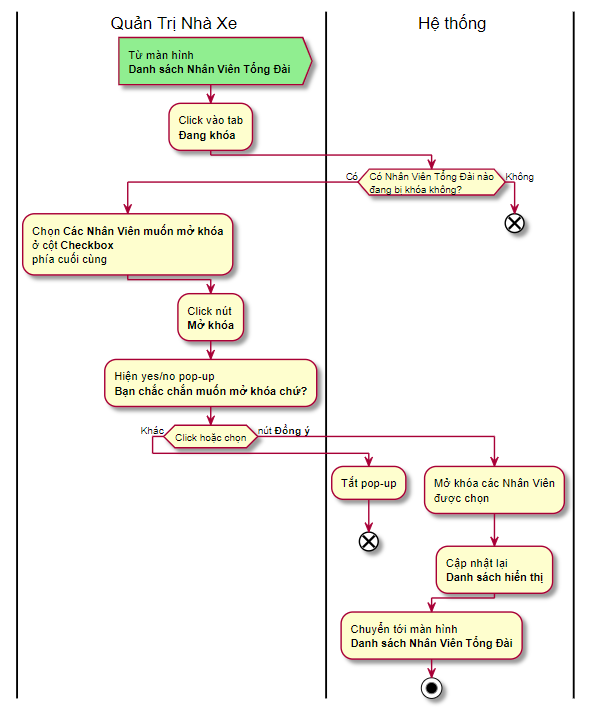 Quản Trị Nhà Xe
Hệ thống
Từ màn hình
Danh sách Nhân Viên Tổng Đài
Click vào tab
Đang khóa
Có
Có Nhân Viên Tổng Đài nào
đang bị khóa không?
Không
Chọn Các Nhân Viên muốn mở khóa
ở cột Checkbox
phía cuối cùng
Click nút
Mở khóa
Hiện yes/no pop-up
Bạn chắc chắn muốn mở khóa chứ?
Khác
Click hoặc chọn
nút Đồng ý
Tắt pop-up
Mở khóa các Nhân Viên
được chọn
Cập nhật lại
Danh sách hiển thị
Chuyển tới màn hình
Danh sách Nhân Viên Tổng Đài